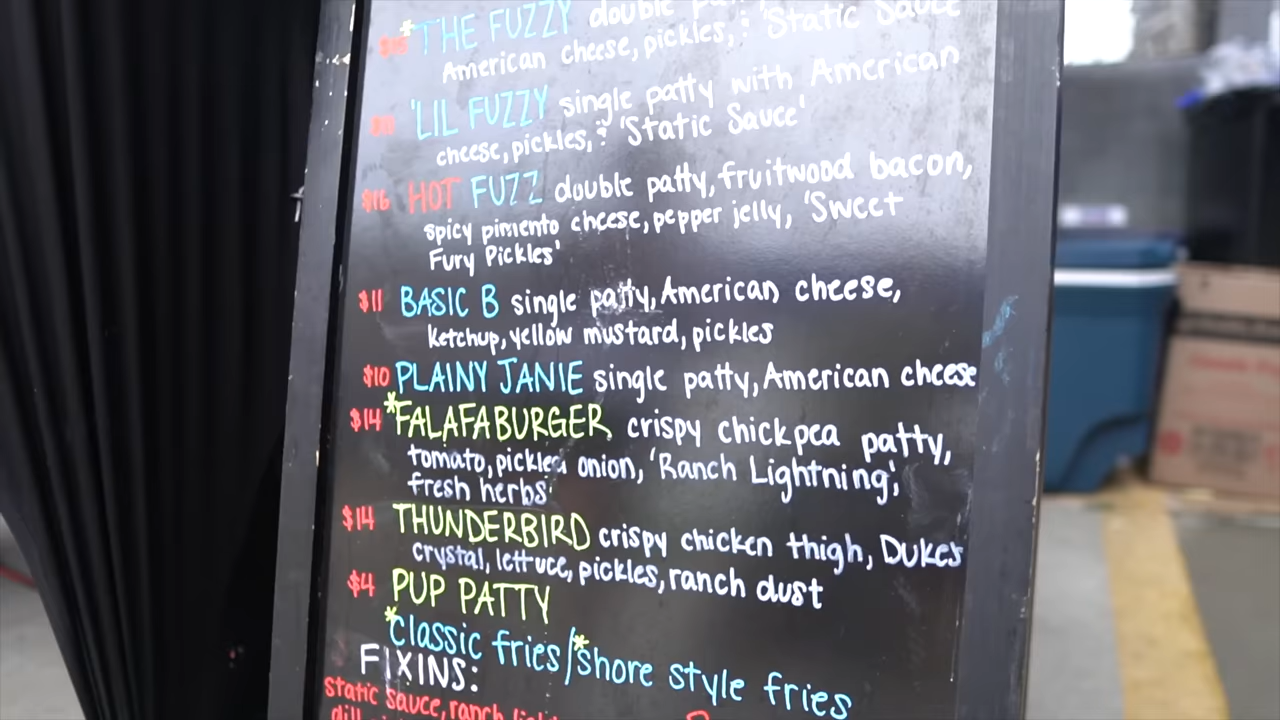 *THE FUZZY double
American cheese, pickles, & 'Static Sauce
'LIL FUZZY single patty with American
cheese, pickles, & 'Static Sauce'
$16 HOT FUZZ double patty, fruitwood bacon,
spicy pimento cheese, pepper jelly, 'Sweet
Fury Pickles'
$11 BASIC B single patty, American cheese,
ketchup, yellow mustard, pickles
$10 PLAINY JANIE single patty, American cheese
$14 *FALAFABURGER crispy chickpea patty,
tomato, pickled onion, 'Ranch Lightning',
fresh herbs
$14 THUNDERBIRD crispy chicken thigh, Dukes
crystal, lettuce, pickles, ranch dust
$4 PUP PATTY
*classic fries/*shore style fries
FIXINS:
static sauce, ranch